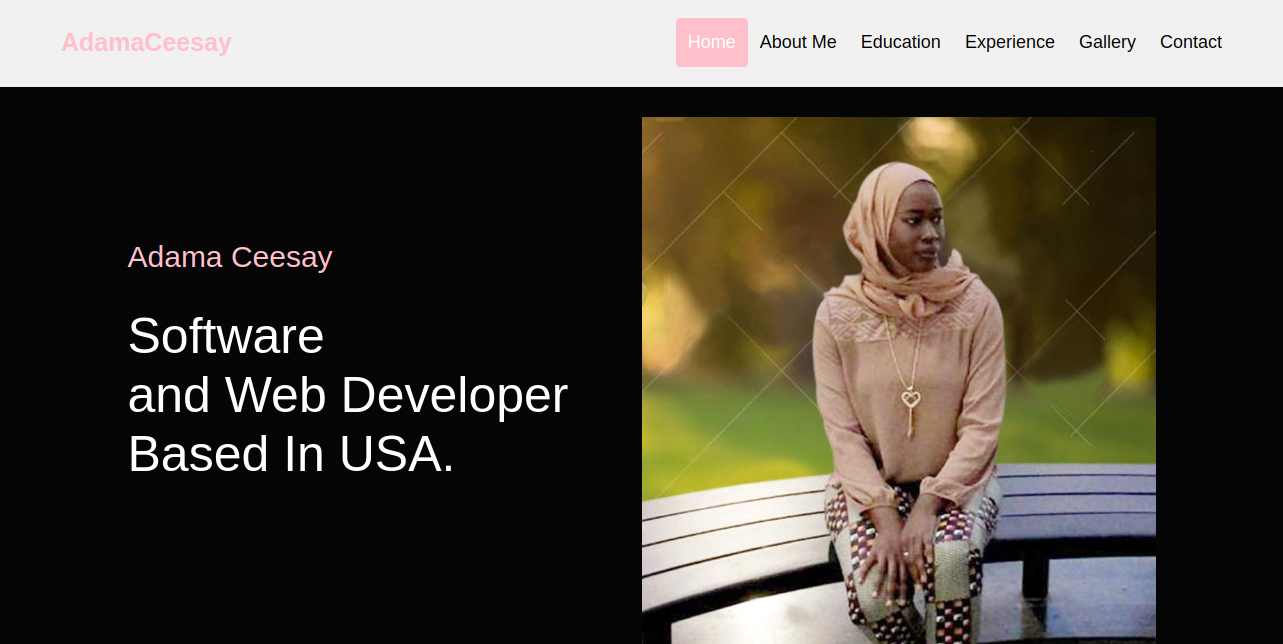 AdamaCeesay
Home About Me Education Experience Gallery Contact
Adama Ceesay
Software
and Web Developer
Based In USA.